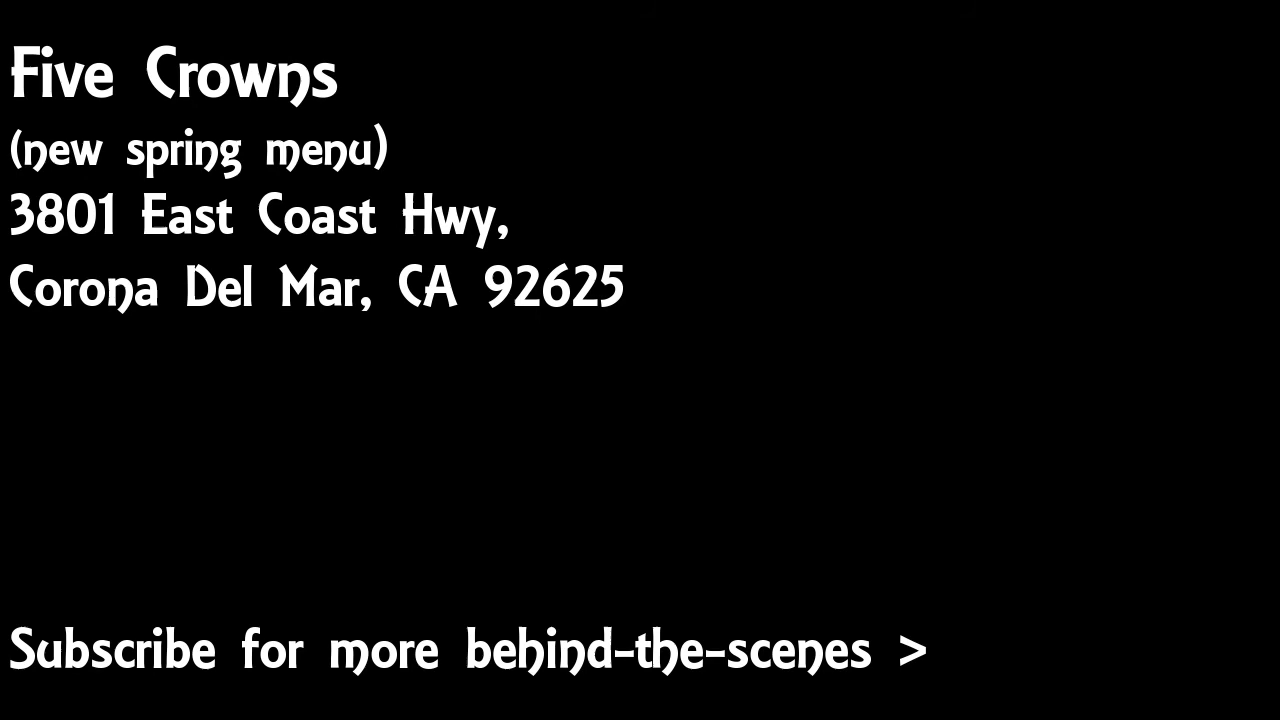 Five Crowns
(new spring menu)
3801 East Coast Hwy,
Corona Del Mar, CA 92625
Subscribe for more behind-the-scenes >